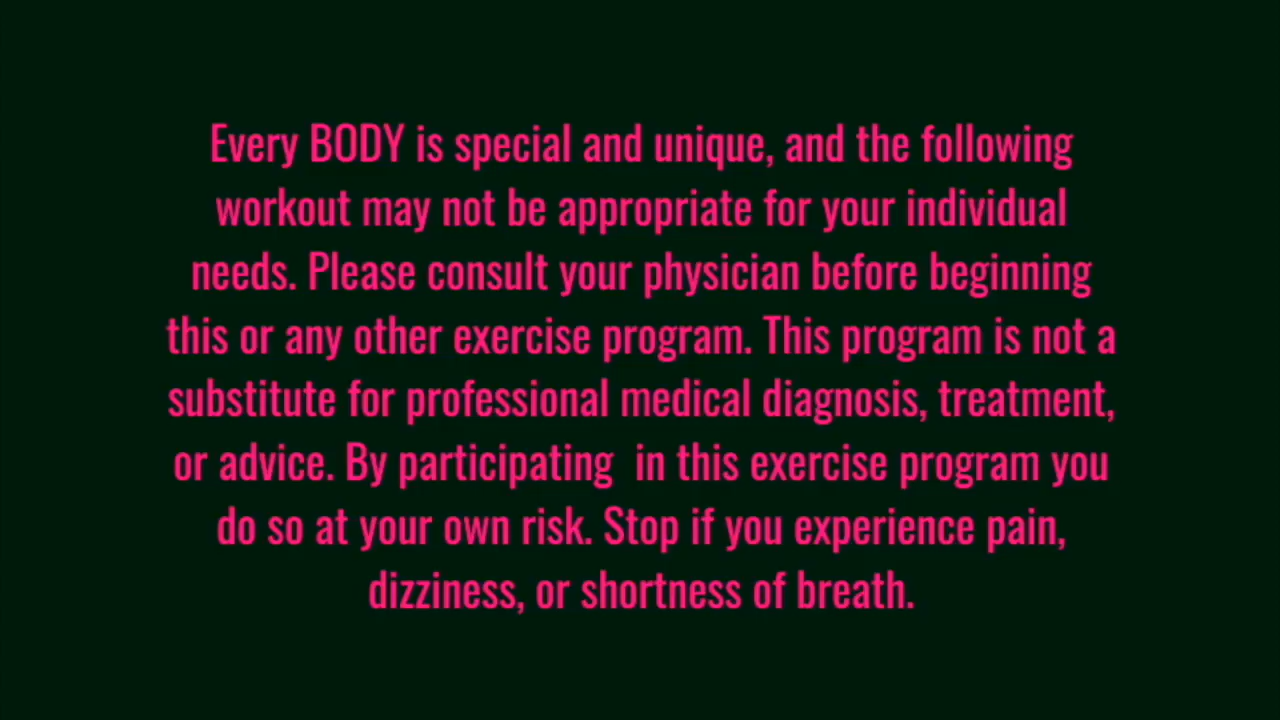 Every BODY is special and unique, and the following
workout may not be appropriate for your individual
needs. Please consult your physician before beginning
this or any other exercise program. This program is not a
substitute for professional medical diagnosis, treatment,
or advice. By participating  in this exercise program you
do so at your own risk. Stop if you experience pain,
dizziness, or shortness of breath.